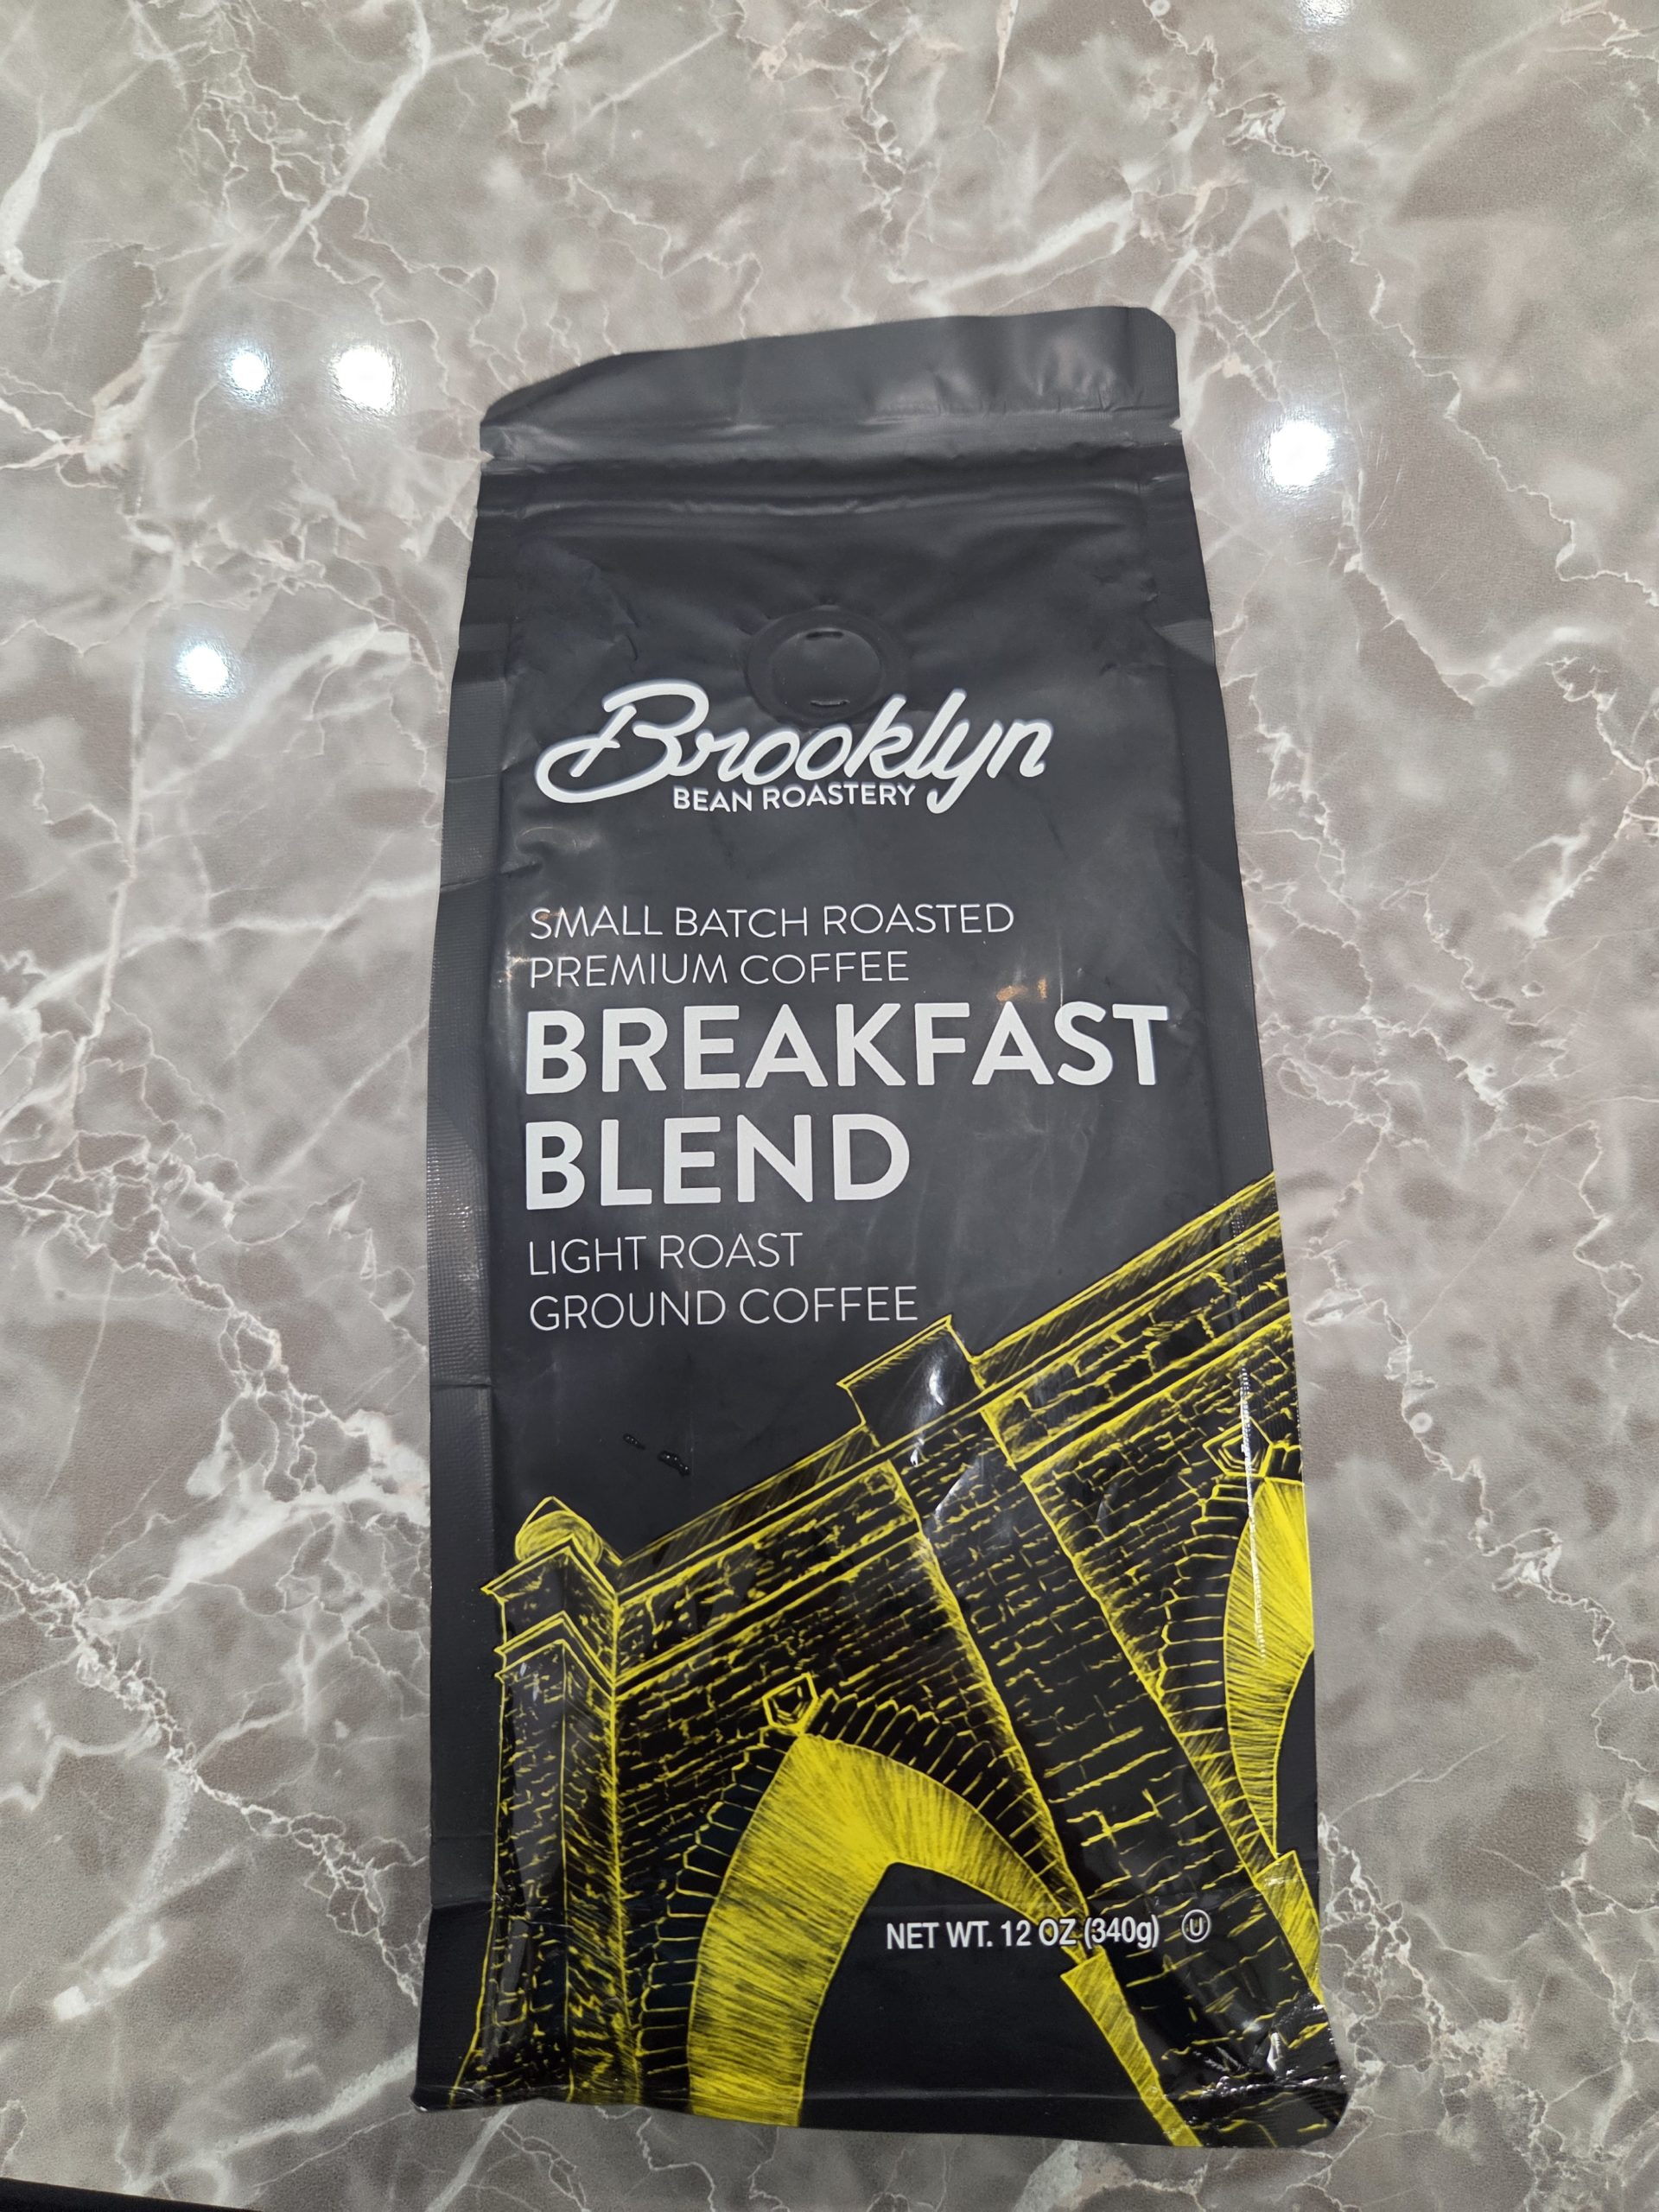 Brooklyn
BEAN ROASTERY
SMALL BATCH ROASTED
PREMIUM COFFEE
BREAKFAST
BLEND
LIGHT ROAST
GROUND COFFEE
NET WT. 12 OZ (340g) Ⓤ